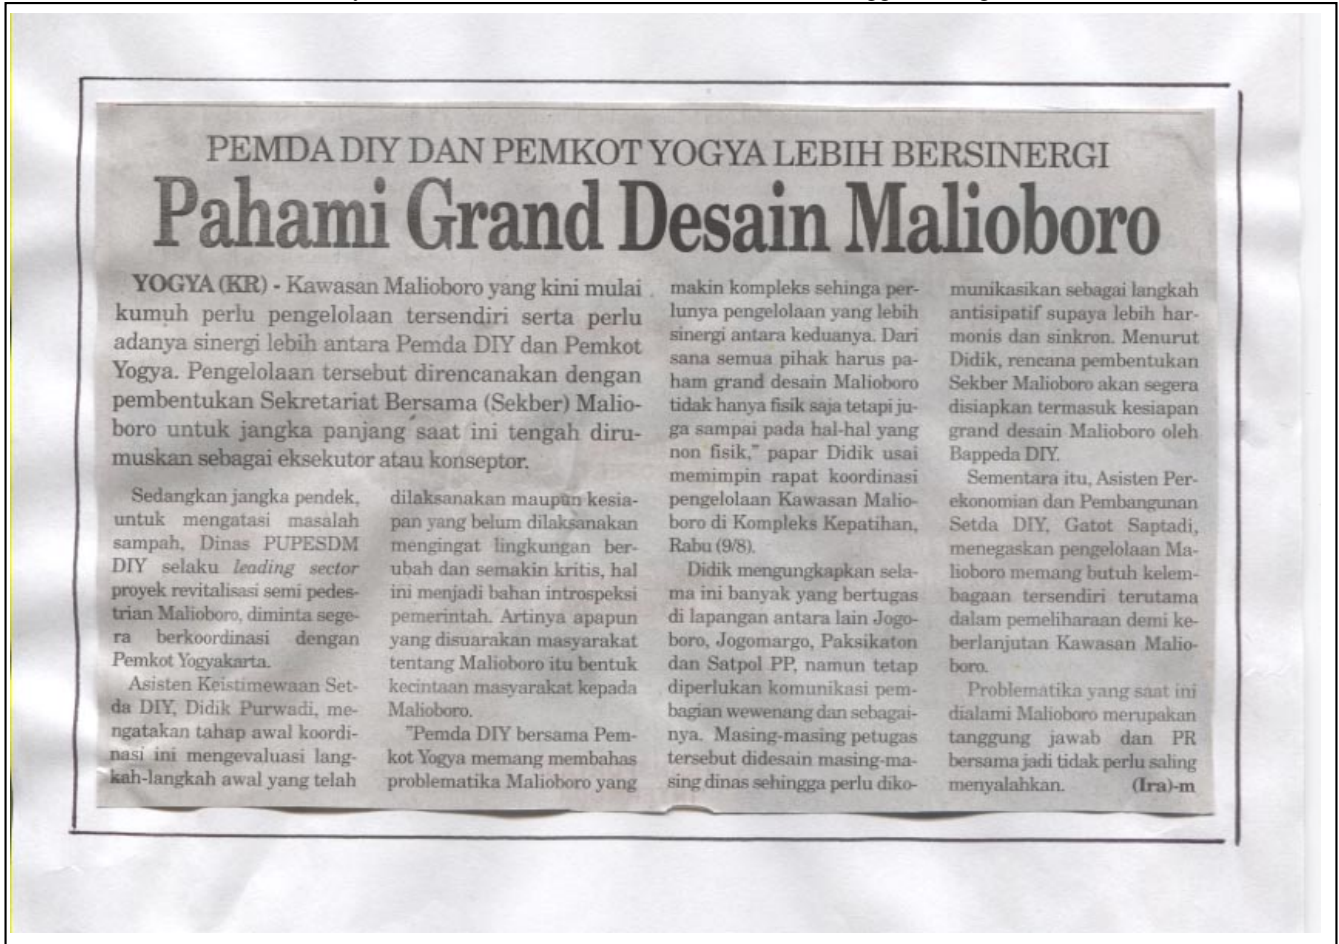 PEMDA DIY DAN PEMKOT YOGYA LEBIH BERSINERGI
Pahami Grand Desain Malioboro
YOGYA (KR) - Kawasan Malioboro yang kini mulai
kumuh perlu pengelolaan tersendiri serta perlu
adanya sinergi lebih antara Pemda DIY dan Pemkot
Yogya. Pengelolaan tersebut direncanakan dengan
pembentukan Sekretariat Bersama (Sekber) Malio-
boro untuk jangka panjang saat ini tengah diru-
muskan sebagai eksekutor atau konseptor.
Sedangkan jangka pendek,
untuk mengatasi masalah
sampah, Dinas PUPESDM
DIY selaku leading sector
proyek revitalisasi semi pedes-
trian Malioboro, diminta sege-
ra berkoordinasi dengan
Pemkot Yogyakarta.
Asisten Keistimewaan Set-
da DIY, Didik Purwadi, me-
ngatakan tahap awal koordi-
nasi ini mengevaluasi lang-
kah-langkah awal yang telah
dilaksanakan maupun kesia-
pan yang belum dilaksanakan
mengingat lingkungan ber-
ubah dan semakin kritis, hal
ini menjadi bahan introspeksi
pemerintah. Artinya apapun
yang disuarakan masyarakat
tentang Malioboro itu bentuk
kecintaan masyarakat kepada
Malioboro.
"Pemda DIY bersama Pem-
kot Yogya memang membahas
problematika Malioboro yang
makin kompleks sehinga per-
lunya pengelolaan yang lebih
sinergi antara keduanya. Dari
sana semua pihak harus pa-
ham grand desain Malioboro
tidak hanya fisik saja tetapi ju-
ga sampai pada hal-hal yang
non fisik," papar Didik usai
memimpin rapat koordinasi
pengelolaan Kawasan Malio-
boro di Kompleks Kepatihan,
Rabu (9/8).
Didik mengungkapkan sela-
ma ini banyak yang bertugas
di lapangan antara lain Jogo-
boro, Jogomargo, Paksikaton
dan Satpol PP, namun tetap
diperlukan komunikasi pem-
bagian wewenang dan sebagai-
nya. Masing-masing petugas
tersebut didesain masing-ma-
sing dinas sehingga perlu diko-
munikasikan sebagai langkah
antisipatif supaya lebih har-
monis dan sinkron. Menurut
Didik, rencana pembentukan
Sekber Malioboro akan segera
disiapkan termasuk kesiapan
grand desain Malioboro oleh
Bappeda DIY.
Sementara itu, Asisten Per-
ekonomian dan Pembangunan
Setda DIY, Gatot Saptadi,
menegaskan pengelolaan Ma-
lioboro memang butuh kelem-
bagaan tersendiri terutama
dalam pemeliharaan demi ke-
berlanjutan Kawasan Malio-
boro.
Problematika yang saat ini
dialami Malioboro merupakan
tanggung jawab dan PR
bersama jadi tidak perlu saling
menyalahkan. (Ira)-m